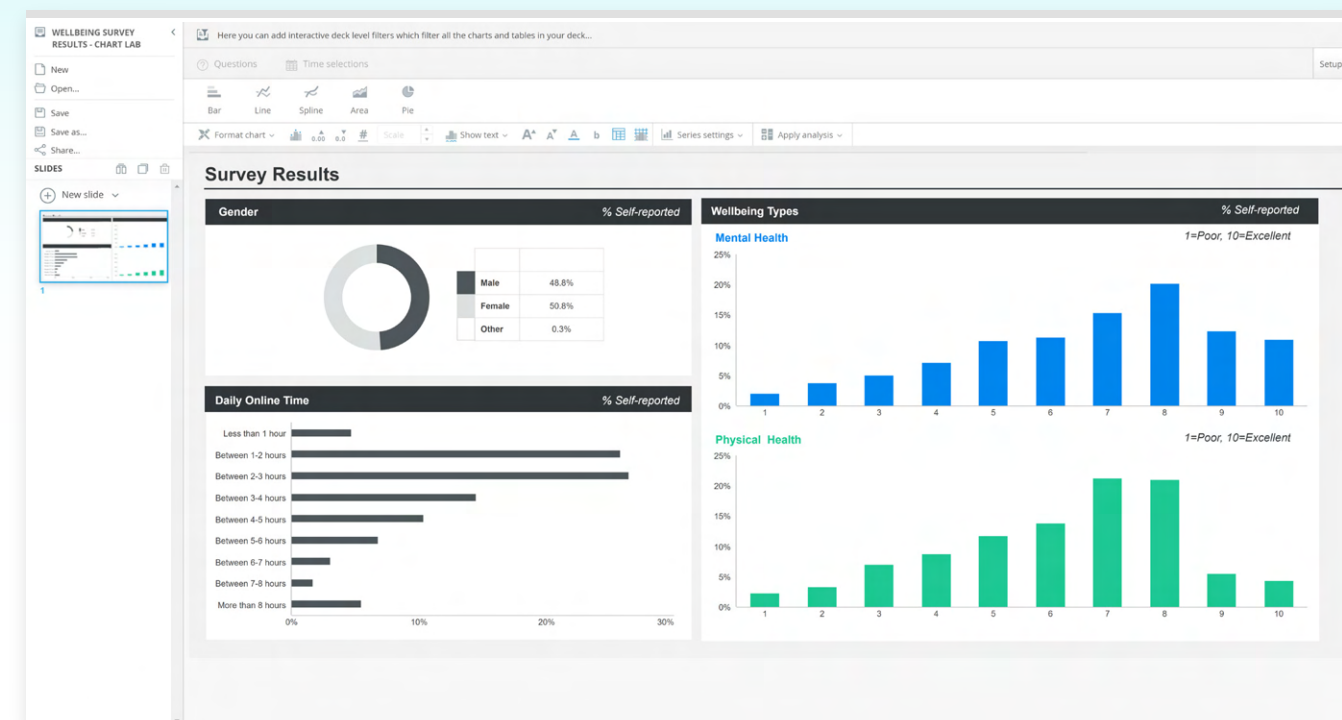 WELLBEING SURVEY
RESULTS - CHART LAB
New
Open...
Save
Save as...
Share...
SLIDES
New slide
1
Here you can add interactive deck level filters which filter all the charts and tables in your deck...
Questions
Time selections
Setup
Bar
Line
Spline
Area
Pie
Format chart
0.00
0.0
#
Scale
Show text
A
A
A
b
Series settings
Apply analysis
Survey Results
Gender
% Self-reported
Male 48.8%
Female 50.8%
Other 0.3%
Daily Online Time
% Self-reported
Less than 1 hour
Between 1-2 hours
Between 2-3 hours
Between 3-4 hours
Between 4-5 hours
Between 5-6 hours
Between 6-7 hours
Between 7-8 hours
More than 8 hours
0% 10% 20% 30%
Wellbeing Types
% Self-reported
Mental Health
1=Poor, 10=Excellent
25%
20%
15%
10%
5%
0%
1 2 3 4 5 6 7 8 9 10
Physical Health
1=Poor, 10=Excellent
25%
20%
15%
10%
5%
0%
1 2 3 4 5 6 7 8 9 10